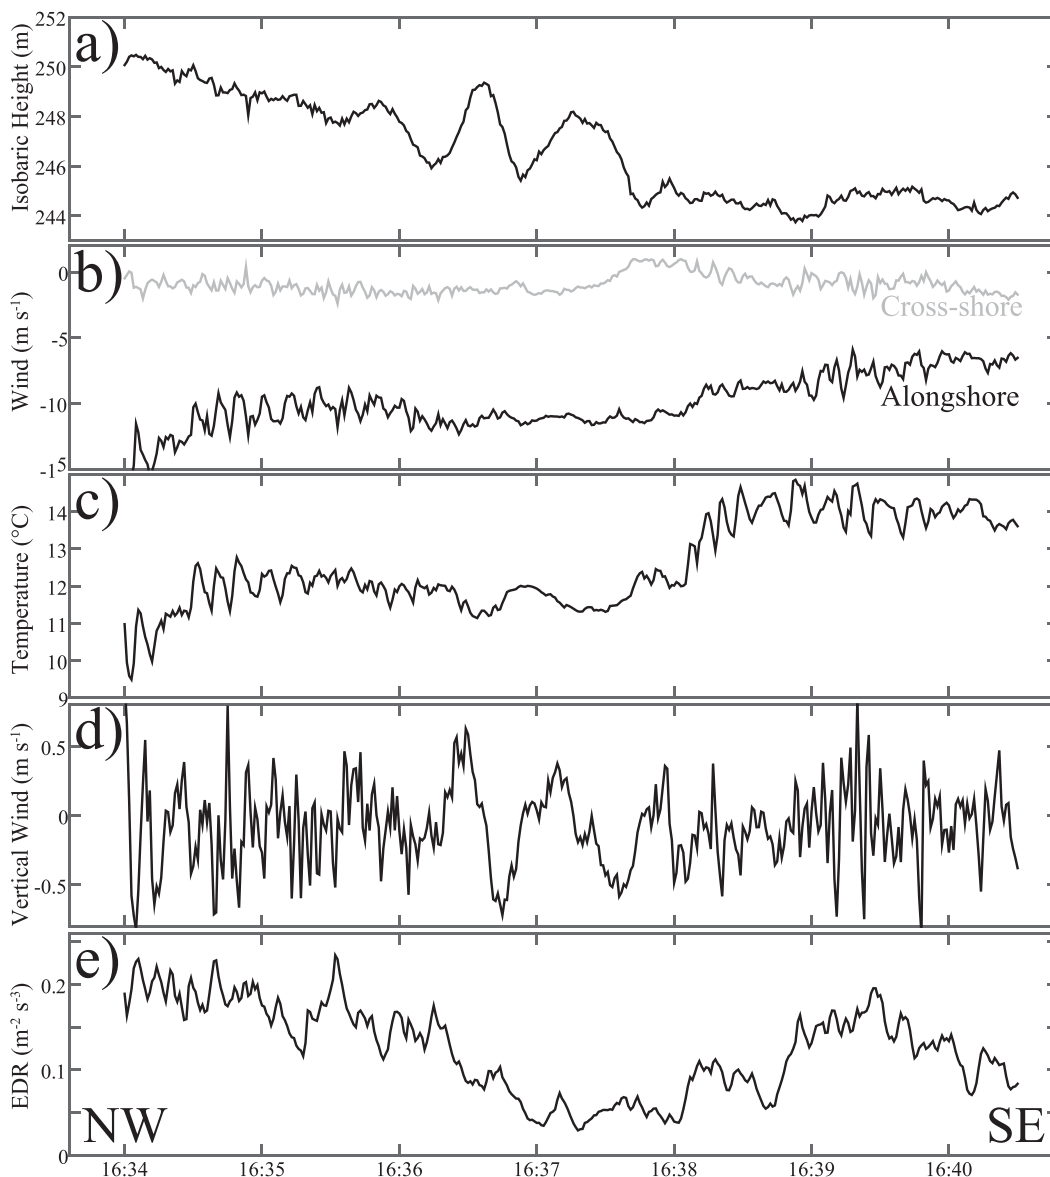 a)
Isobaric Height (m)
252
250
248
246
244
b)
Wind (m s-1)
0
-5
-10
-15
Cross-shore
Alongshore
c)
Temperature (°C)
14
13
12
11
10
9
d)
Vertical Wind (m s-1)
0.5
0
-0.5
e)
EDR (m-2 s-3)
0.2
0.1
0
NW
SE
16:34 16:35 16:36 16:37 16:38 16:39 16:40